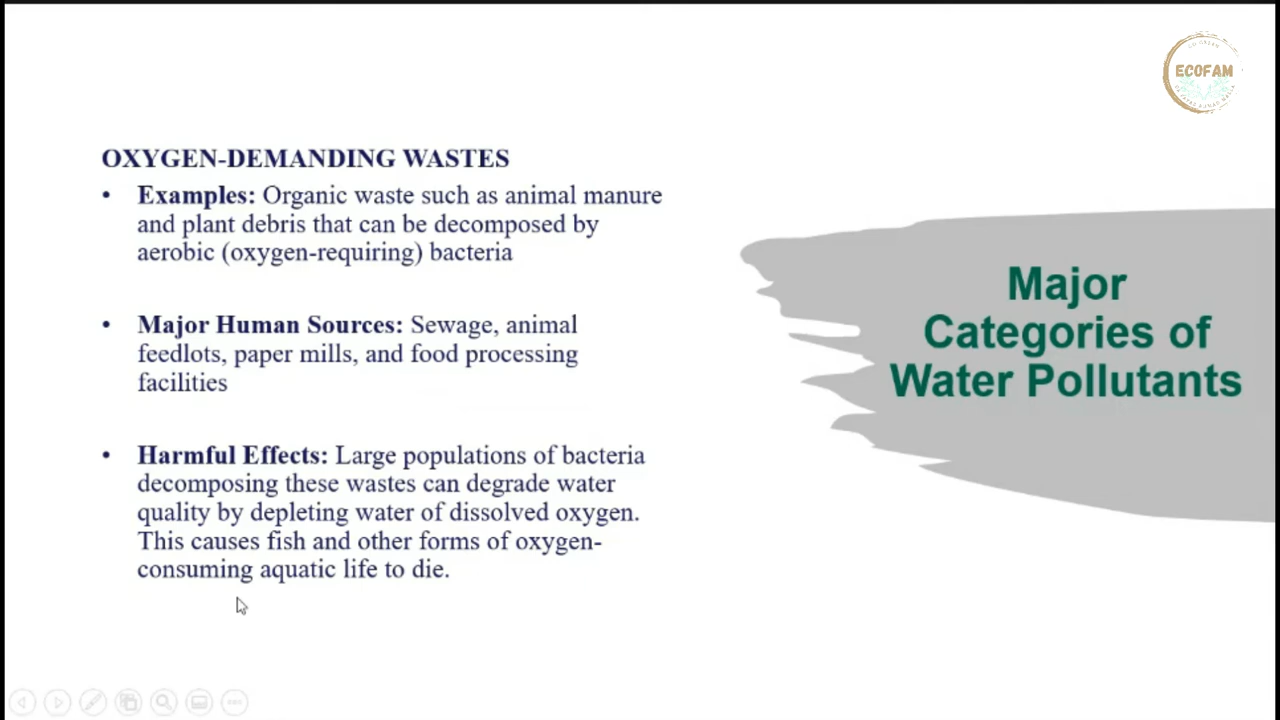 ECOFAM
OXYGEN-DEMANDING WASTES
• Examples: Organic waste such as animal manure
and plant debris that can be decomposed by
aerobic (oxygen-requiring) bacteria
• Major Human Sources: Sewage, animal
feedlots, paper mills, and food processing
facilities
• Harmful Effects: Large populations of bacteria
decomposing these wastes can degrade water
quality by depleting water of dissolved oxygen.
This causes fish and other forms of oxygen-
consuming aquatic life to die.
Major
Categories of
Water Pollutants